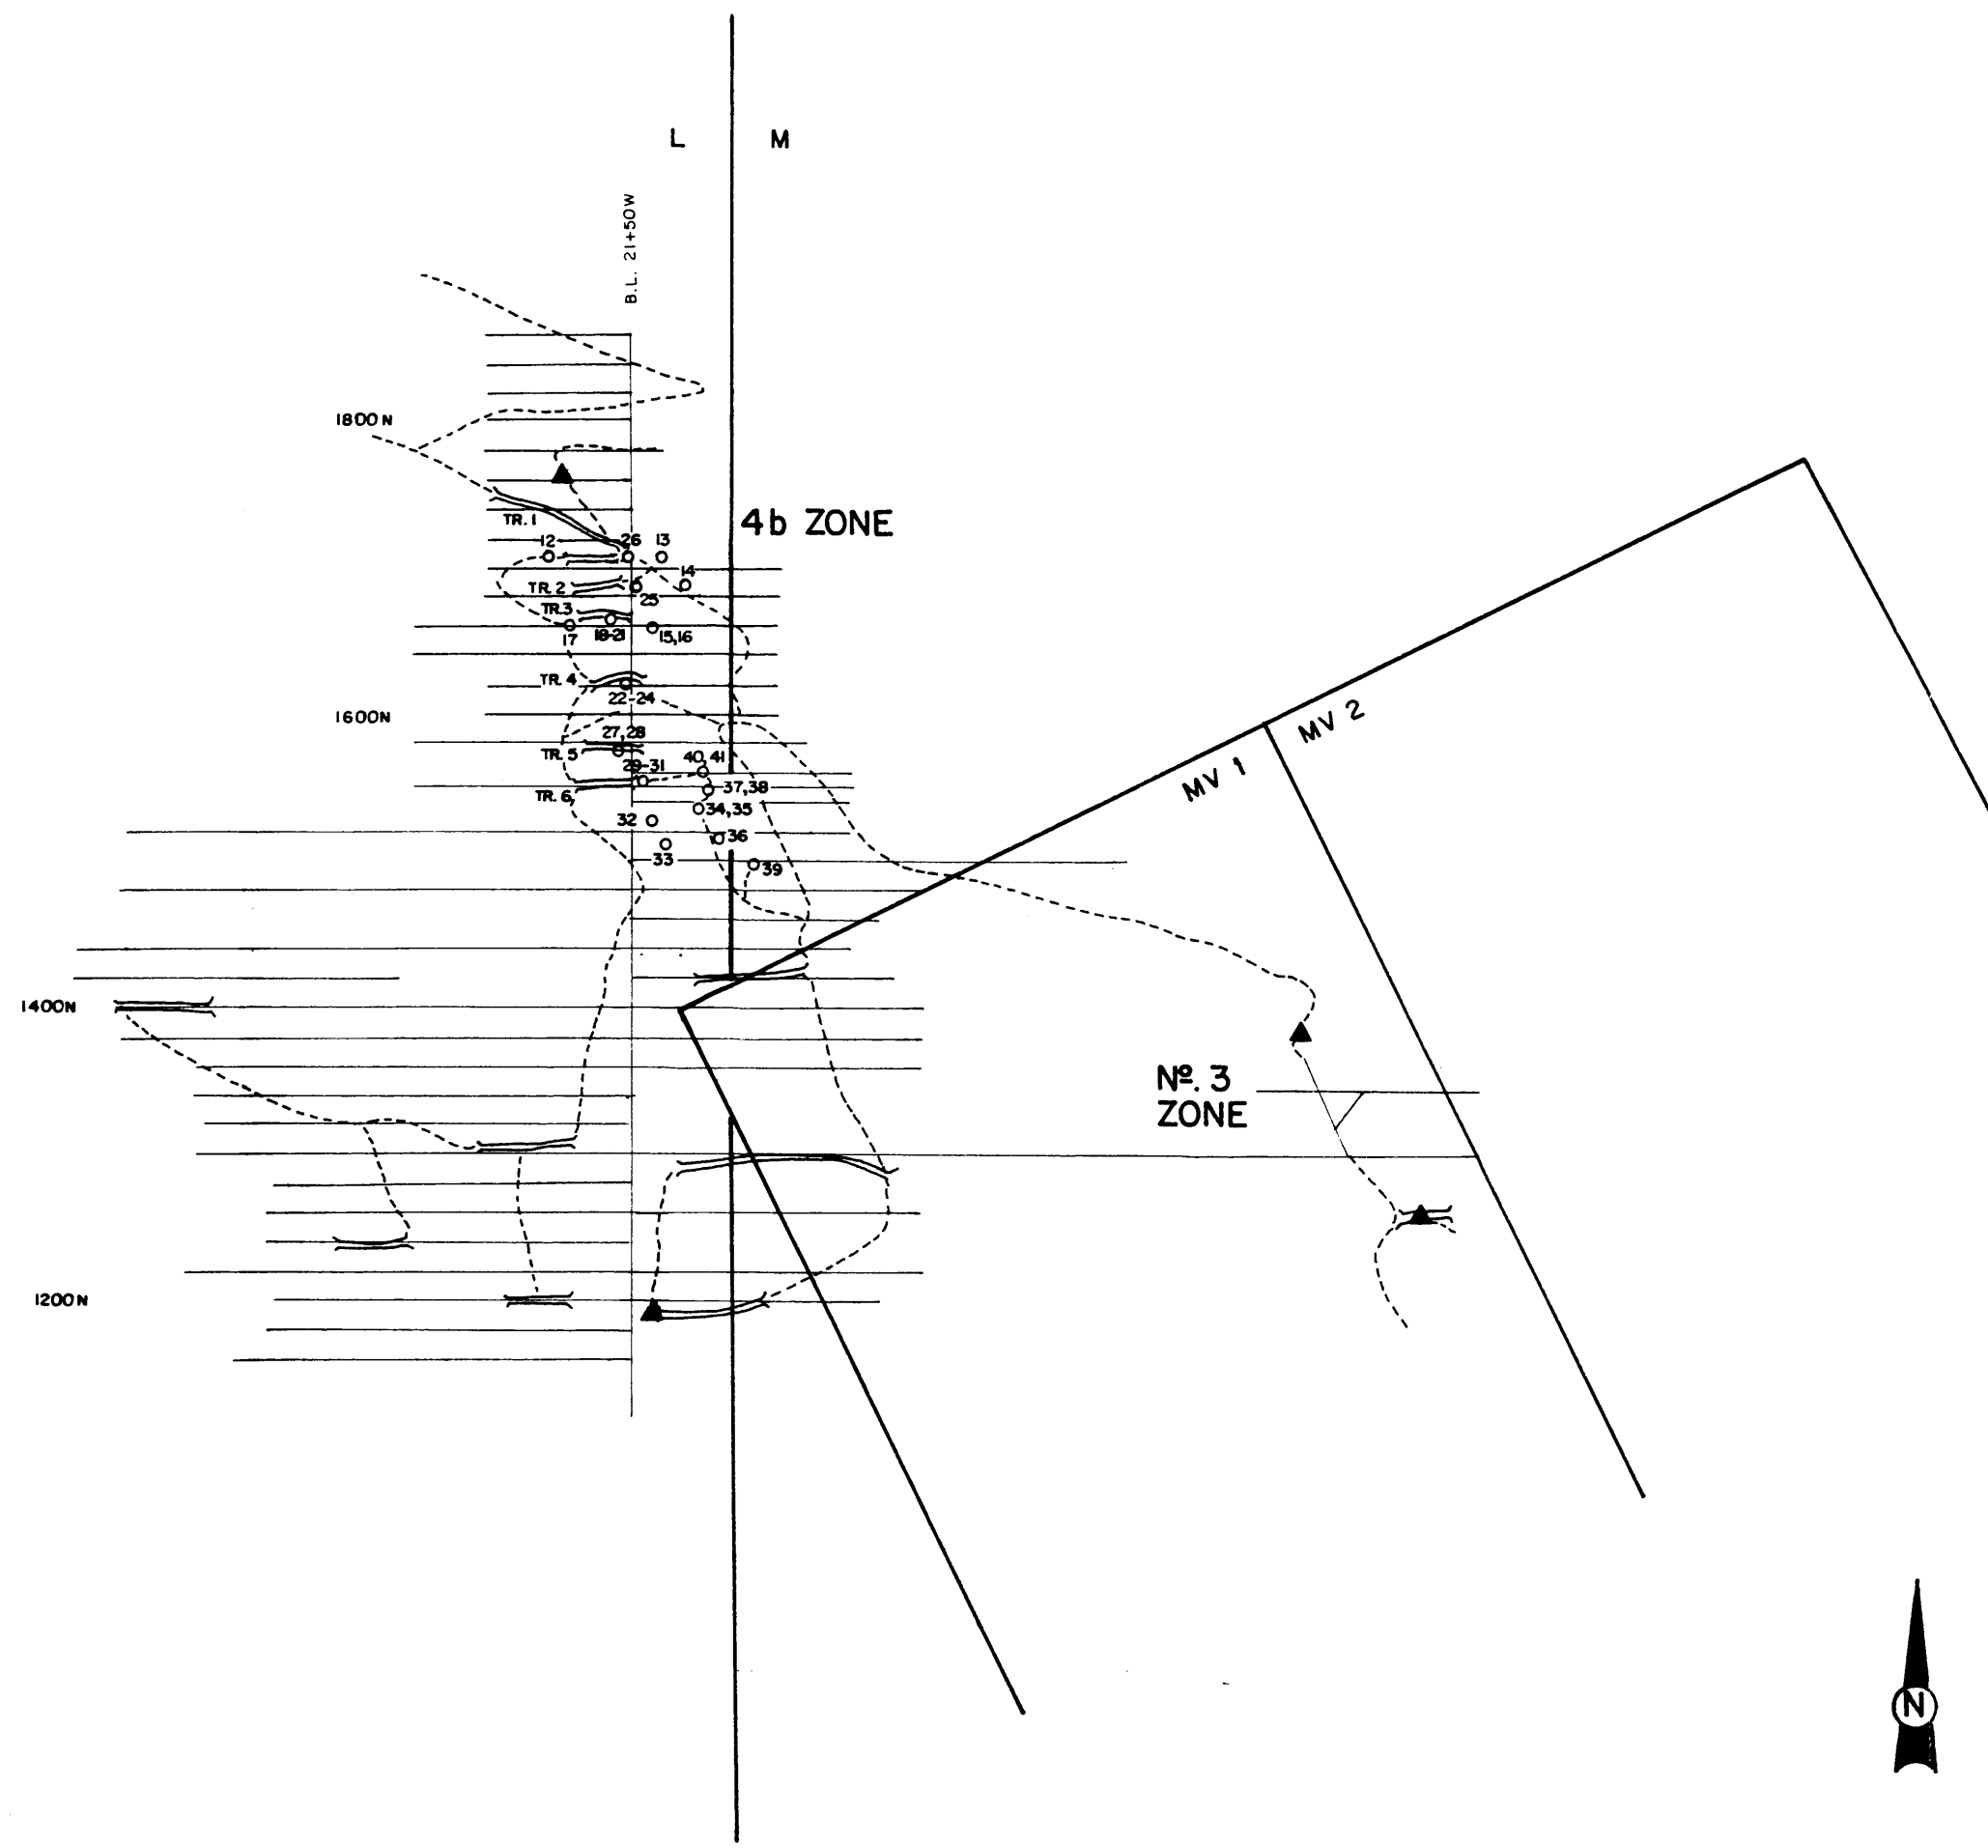 L M
B.L. 21+50W
1800N
TR. 1
4b ZONE
12 26 13
14
TR. 2
25
TR.3
17 18-21 15,16
TR. 4
22-24
1600N
27,28
TR. 5
40,41
29-31
37,38
TR. 6
34,35
32
36
33
39
MV 2
MV 1
1400N
Nº. 3
ZONE
1200N
N